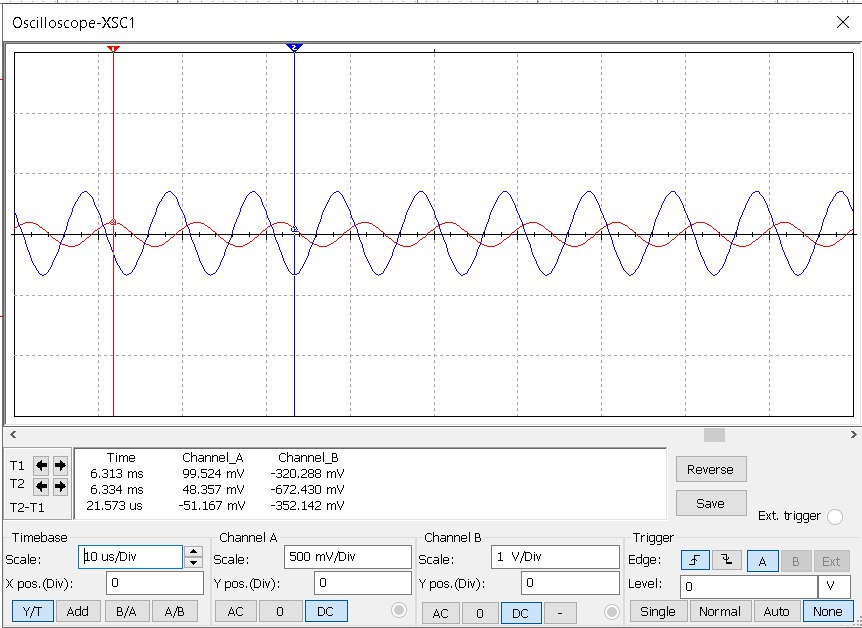 Oscilloscope-XSC1
1 2
Time Channel_A Channel_B
T1 6.313 ms 99.524 mV -320.288 mV
T2 6.334 ms 48.357 mV -672.430 mV
T2-T1 21.573 us -51.167 mV -352.142 mV
Reverse
Save
Ext. trigger
Timebase
Scale: 10 us/Div
X pos.(Div): 0
Y/T Add B/A A/B
Channel A
Scale: 500 mV/Div
Y pos.(Div): 0
AC 0 DC
Channel B
Scale: 1 V/Div
Y pos.(Div): 0
AC 0 DC -
Trigger
Edge: A B Ext
Level: 0 V
Single Normal Auto None